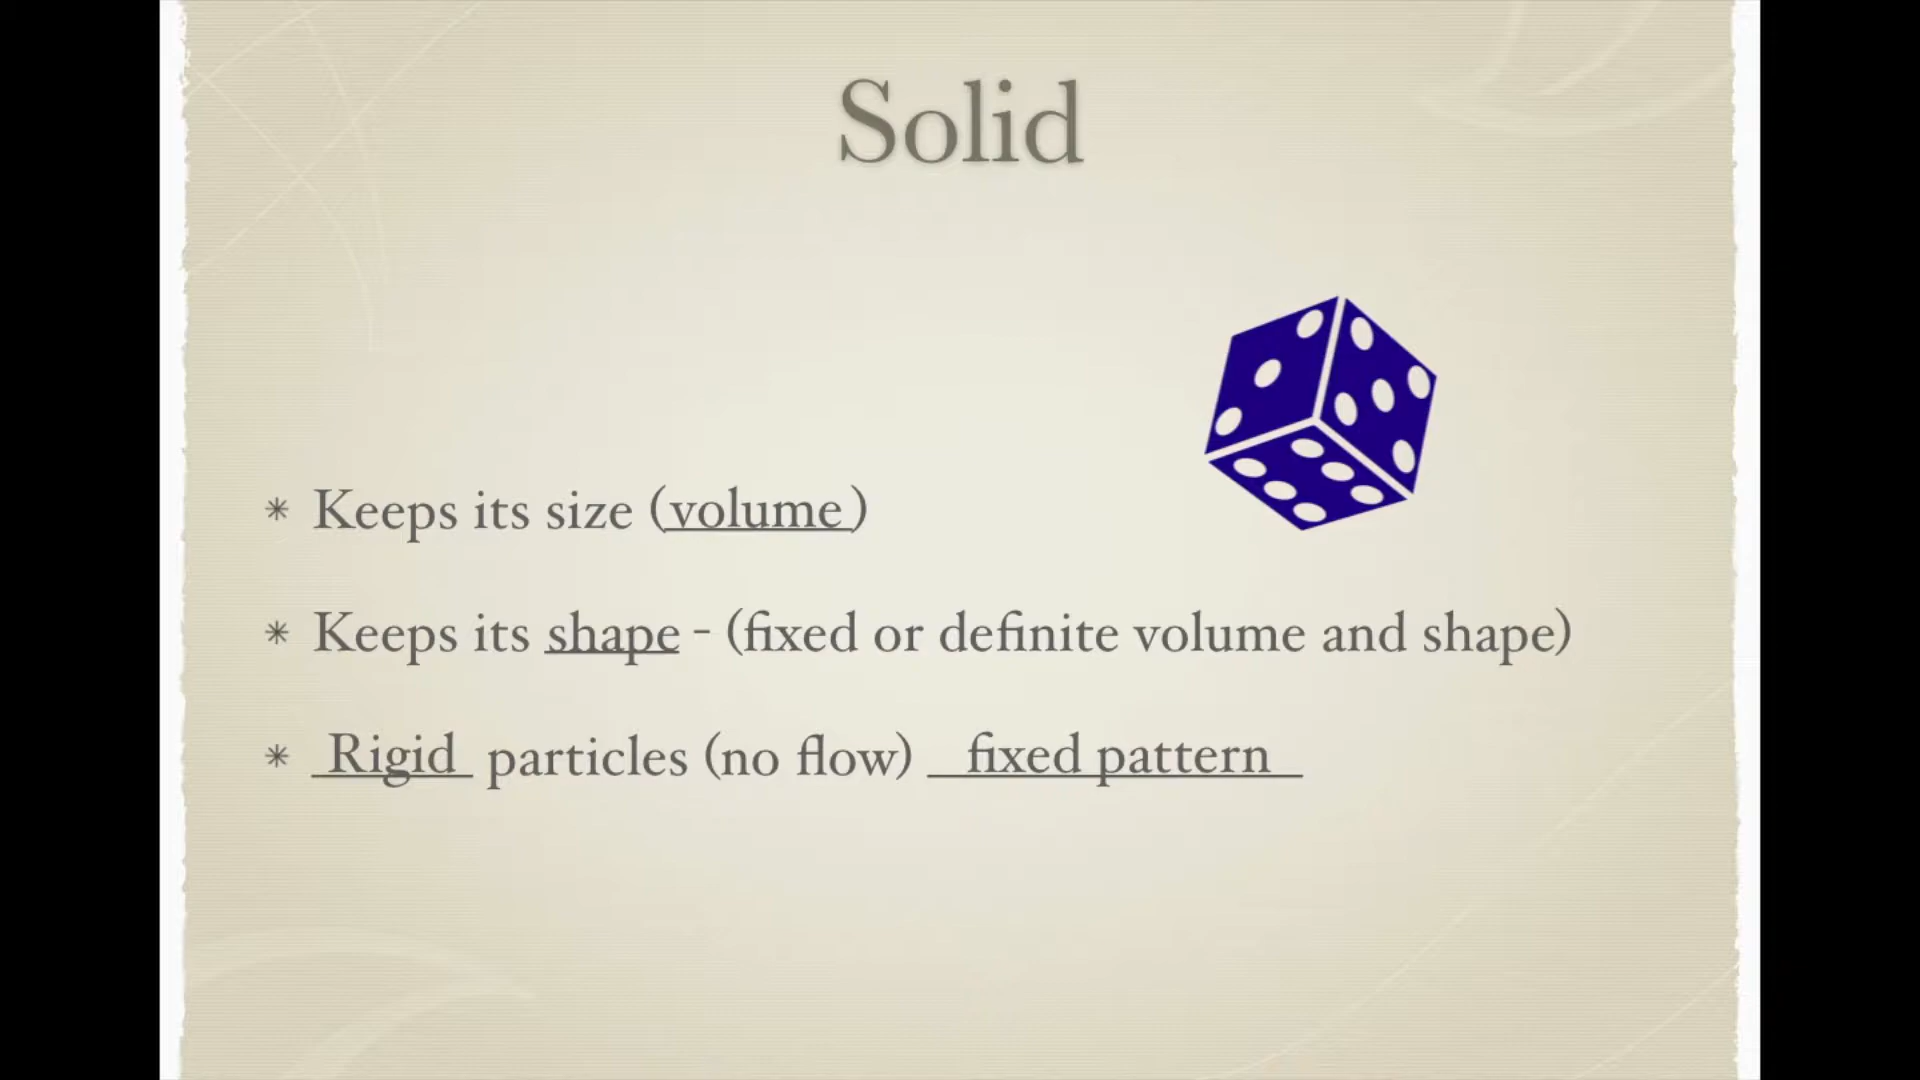 Solid
Keeps its size (volume)
Keeps its shape - (fixed or definite volume and shape)
Rigid particles (no flow) fixed pattern